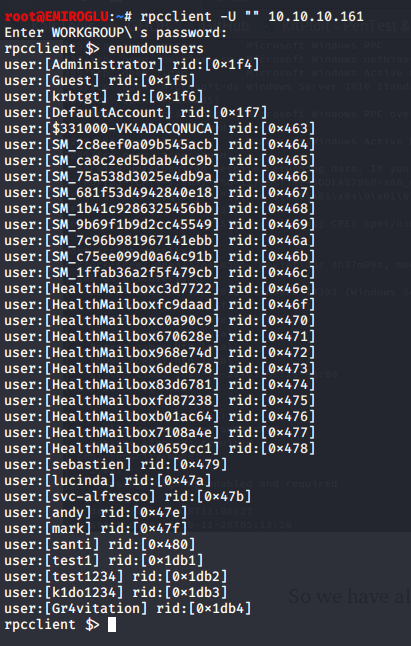 root@EMIROGLU:~# rpcclient -U "" 10.10.10.161
Enter WORKGROUP\'s password:
rpcclient $> enumdomusers
user:[Administrator] rid:[0×1f4]
user:[Guest] rid:[0×1f5]
user:[krbtgt] rid:[0×1f6]
user:[DefaultAccount] rid:[0×1f7]
user:[$331000-VK4ADACQNUCA] rid:[0×463]
user:[SM_2c8eef0a09b545acb] rid:[0×464]
user:[SM_ca8c2ed5bdab4dc9b] rid:[0×465]
user:[SM_75a538d3025e4db9a] rid:[0×466]
user:[SM_681f53d4942840e18] rid:[0×467]
user:[SM_1b41c9286325456bb] rid:[0×468]
user:[SM_9b69f1b9d2cc45549] rid:[0×469]
user:[SM_7c96b981967141ebb] rid:[0×46a]
user:[SM_c75ee099d0a64c91b] rid:[0×46b]
user:[SM_1ffab36a2f5f479cb] rid:[0×46c]
user:[HealthMailboxc3d7722] rid:[0×46e]
user:[HealthMailboxfc9daad] rid:[0×46f]
user:[HealthMailboxc0a90c9] rid:[0×470]
user:[HealthMailbox670628e] rid:[0×471]
user:[HealthMailbox968e74d] rid:[0×472]
user:[HealthMailbox6ded678] rid:[0×473]
user:[HealthMailbox83d6781] rid:[0×474]
user:[HealthMailboxfd87238] rid:[0×475]
user:[HealthMailboxb01ac64] rid:[0×476]
user:[HealthMailbox7108a4e] rid:[0×477]
user:[HealthMailbox0659cc1] rid:[0×478]
user:[sebastien] rid:[0×479]
user:[lucinda] rid:[0×47a]
user:[svc-alfresco] rid:[0×47b]
user:[andy] rid:[0×47e]
user:[mark] rid:[0×47f]
user:[santi] rid:[0×480]
user:[test1] rid:[0×1db1]
user:[test1234] rid:[0×1db2]
user:[k1do1234] rid:[0×1db3]
user:[Gr4vitation] rid:[0×1db4]
rpcclient $>
So we have al